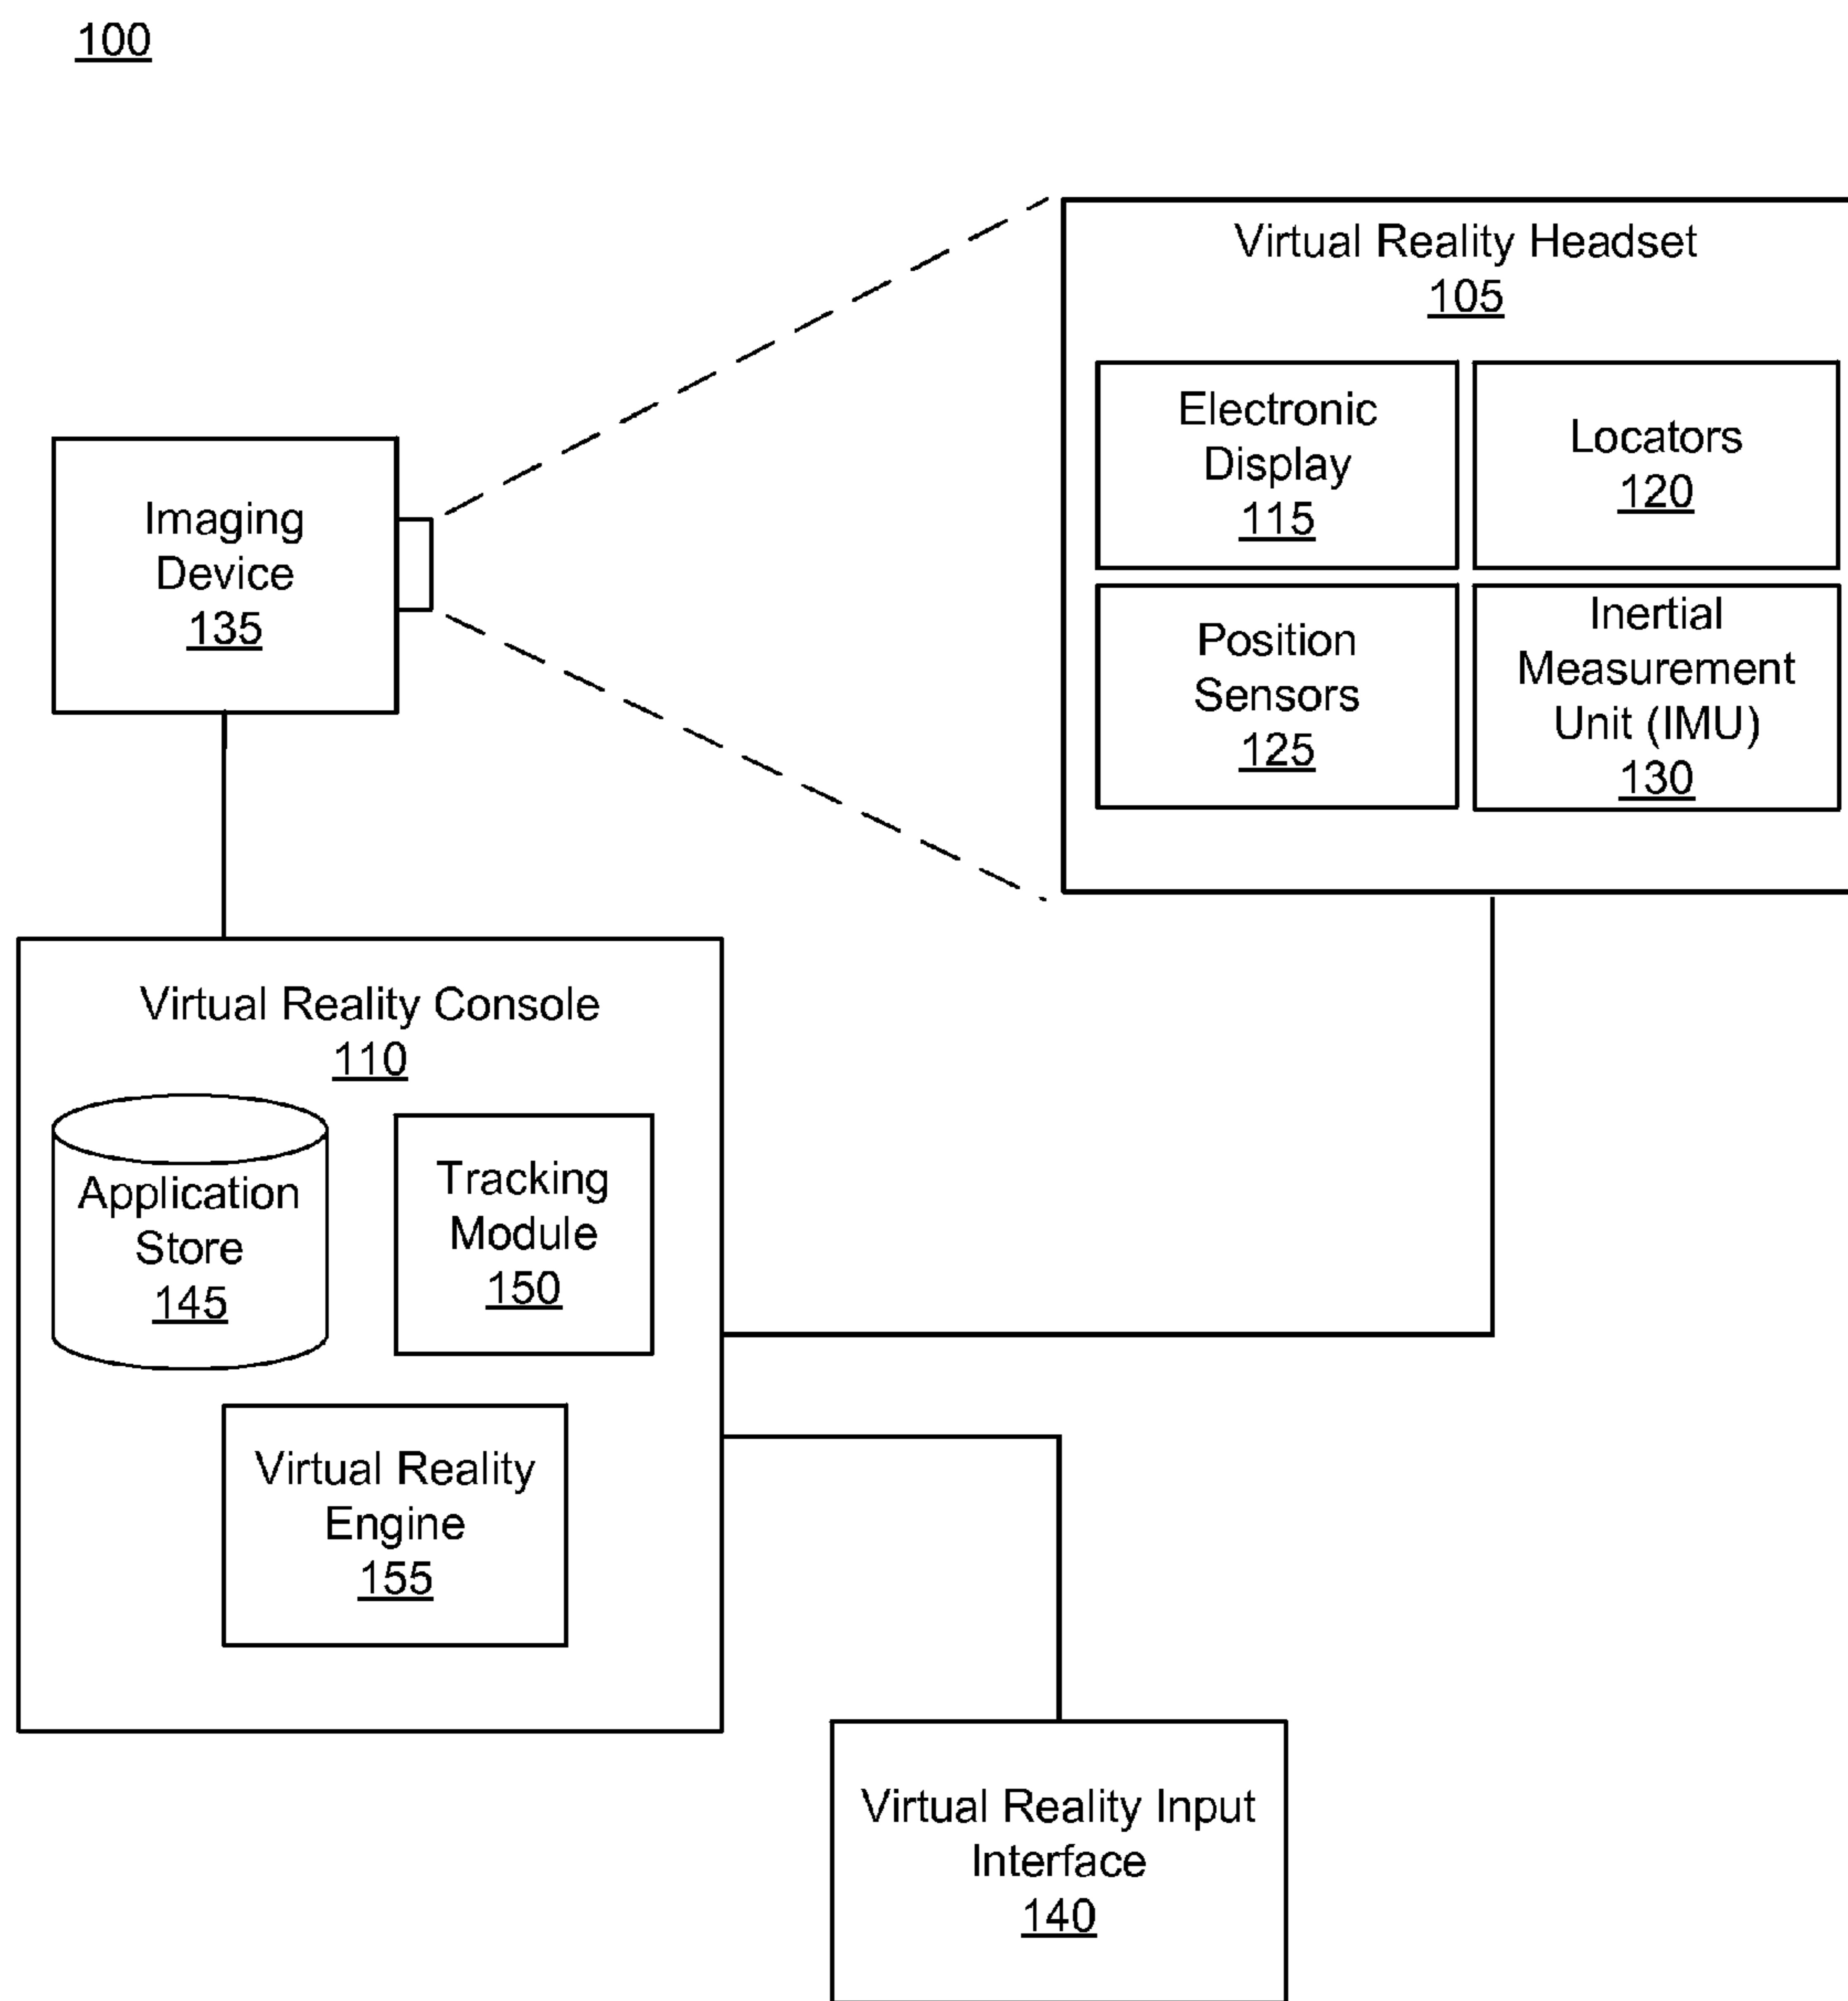 100
Virtual Reality Headset
105
Electronic
Display
115
Locators
120
Imaging
Device
135
Position
Sensors
125
Inertial
Measurement
Unit (IMU)
130
Virtual Reality Console
110
Application
Store
145
Tracking
Module
150
Virtual Reality
Engine
155
Virtual Reality Input
Interface
140